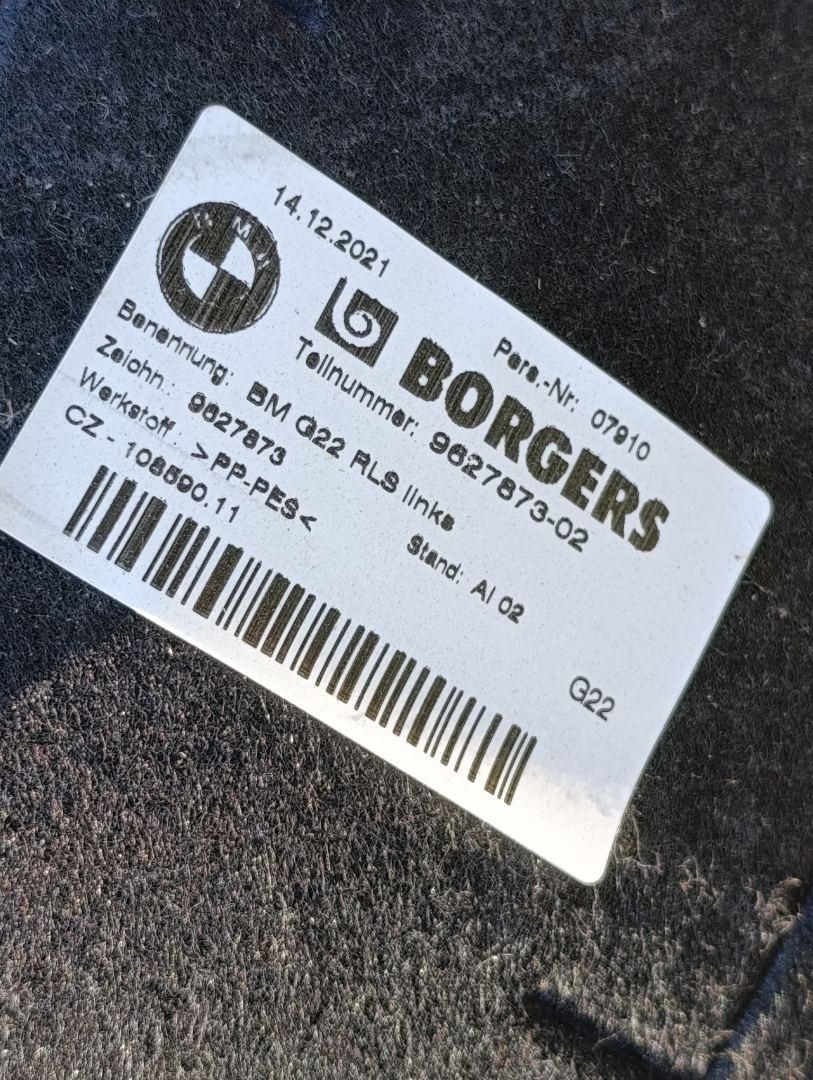 14.12.2021
Pers.-Nr: 07910
BMW
BORGERS
Teilnummer: 9627873-02
Benennung: BM G22 RLS links
Zeichn.: 9627873
Stand: AI 02
Werkstoff: >PP-PES<
CZ - 108590.11
G22